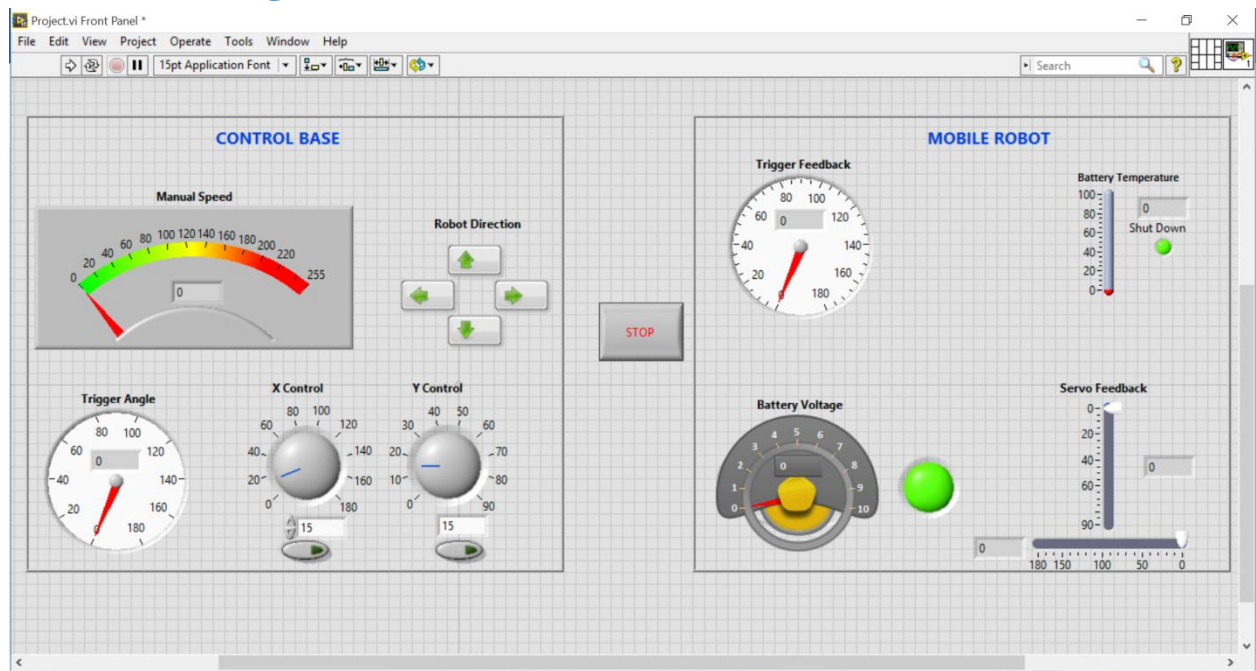 Project.vi Front Panel *
File Edit View Project Operate Tools Window Help
15pt Application Font
Search
1
CONTROL BASE
Manual Speed
0 20 40 60 80 100 120 140 160 180 200 220 255
0
Robot Direction
Trigger Angle
0 20 40 60 80 100 120 140 160 180
0
X Control
0 20 40 60 80 100 120 140 160 180
15
Y Control
0 10 20 30 40 50 60 70 80 90
15
STOP
MOBILE ROBOT
Trigger Feedback
0 20 40 60 80 100 120 140 160 180
0
Battery Temperature
100
80
60
40
20
0
0
Shut Down
Battery Voltage
0 1 2 3 4 5 6 7 8 9 10
0
Servo Feedback
0
20
40
60
90
0
0
180 150 100 50 0